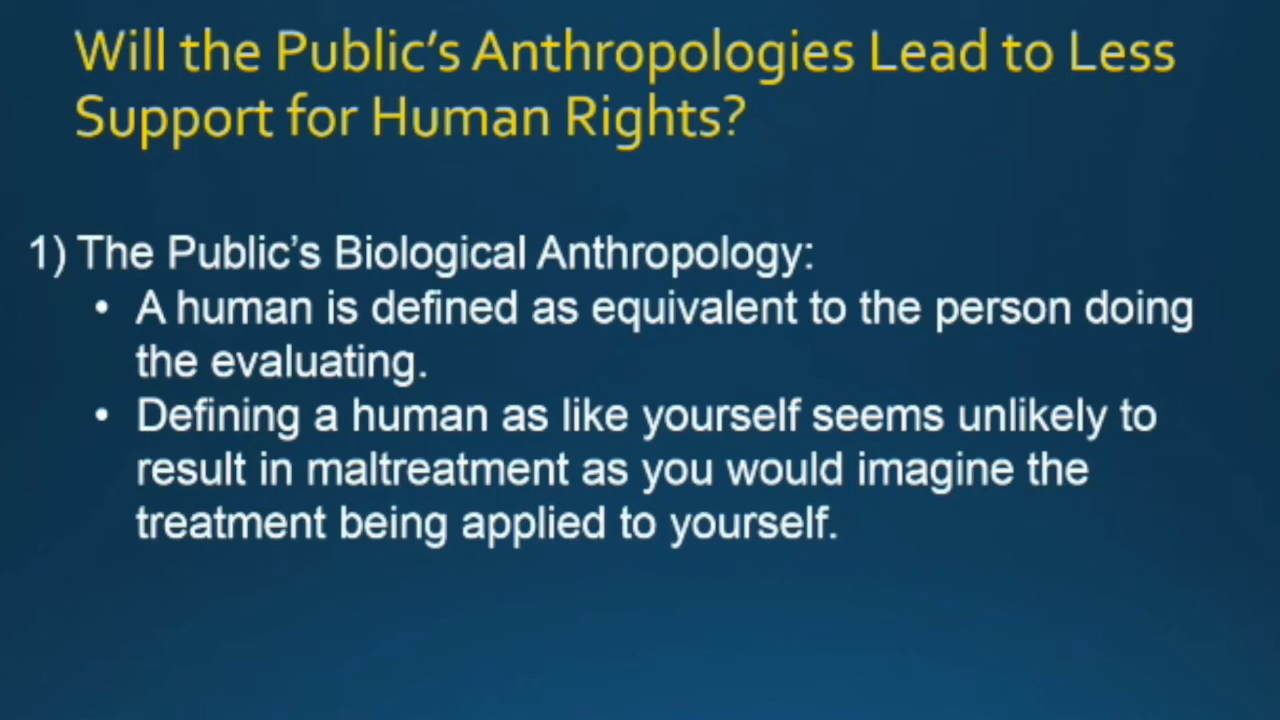 Will the Public's Anthropologies Lead to Less
Support for Human Rights?
1) The Public's Biological Anthropology:
• A human is defined as equivalent to the person doing
the evaluating.
• Defining a human as like yourself seems unlikely to
result in maltreatment as you would imagine the
treatment being applied to yourself.